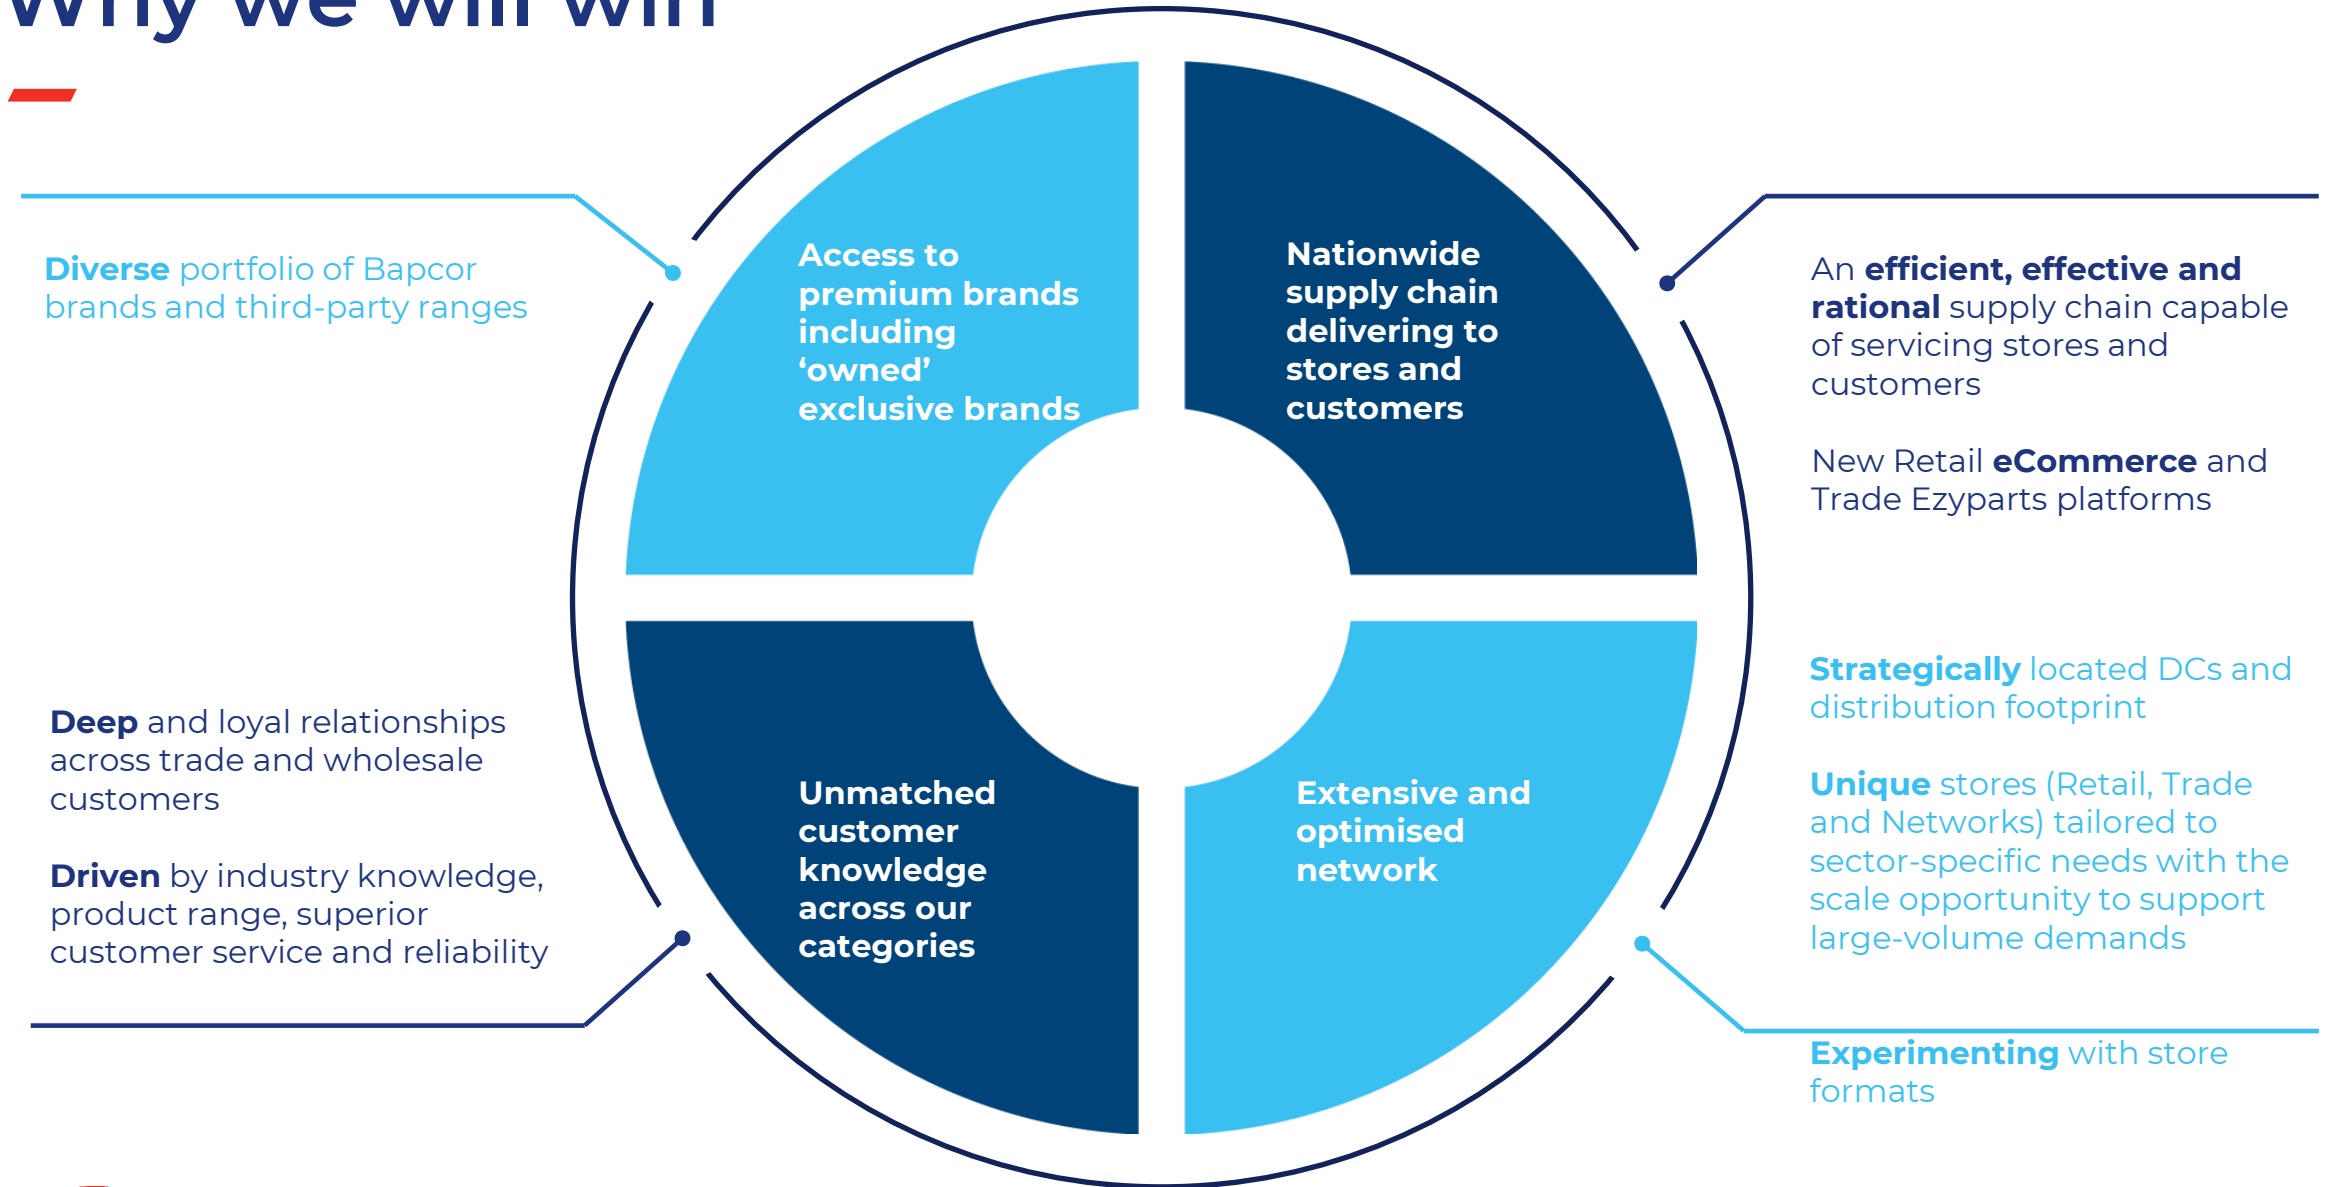 Why we will win
Diverse portfolio of Bapcor
brands and third-party ranges
Access to
premium brands
including
‘owned’
exclusive brands
Nationwide
supply chain
delivering to
stores and
customers
An efficient, effective and
rational supply chain capable
of servicing stores and
customers
New Retail eCommerce and
Trade Ezyparts platforms
Deep and loyal relationships
across trade and wholesale
customers
Driven by industry knowledge,
product range, superior
customer service and reliability
Unmatched
customer
knowledge
across our
categories
Extensive and
optimised
network
Strategically located DCs and
distribution footprint
Unique stores (Retail, Trade
and Networks) tailored to
sector-specific needs with the
scale opportunity to support
large-volume demands
Experimenting with store
formats